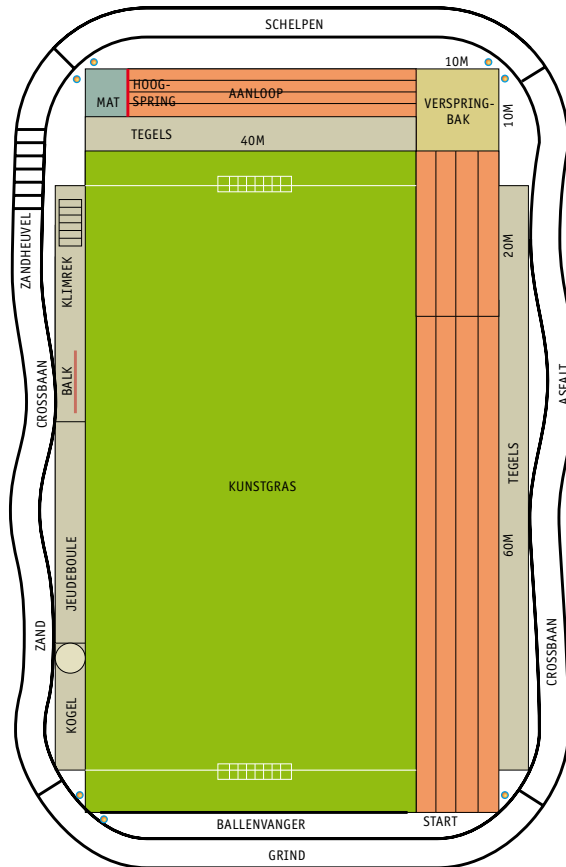 SCHELPEN
10M
HOOG-
SPRING
AANLOOP
MAT
VERSPRING-
BAK
10M
TEGELS
40M
ZANDHEUVEL
KLIMREK
20M
CROSSBAAN
BALK
ASFALT
TEGELS
KUNSTGRAS
60M
JEUDEBOULE
ZAND
CROSSBAAN
KOGEL
BALLENVANGER
START
GRIND